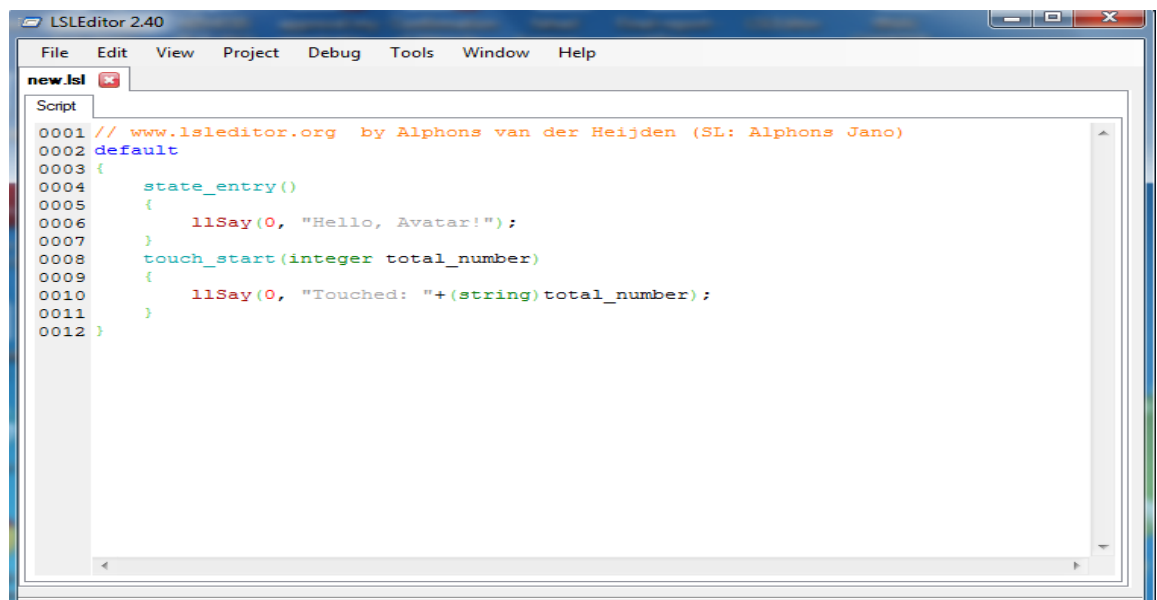 LSLEditor 2.40
File Edit View Project Debug Tools Window Help
new.lsl
Script
0001 // www.lsleditor.org  by Alphons van der Heijden (SL: Alphons Jano)
0002 default
0003 {
0004     state_entry()
0005     {
0006         llSay(0, "Hello, Avatar!");
0007     }
0008     touch_start(integer total_number)
0009     {
0010         llSay(0, "Touched: "+(string)total_number);
0011     }
0012 }